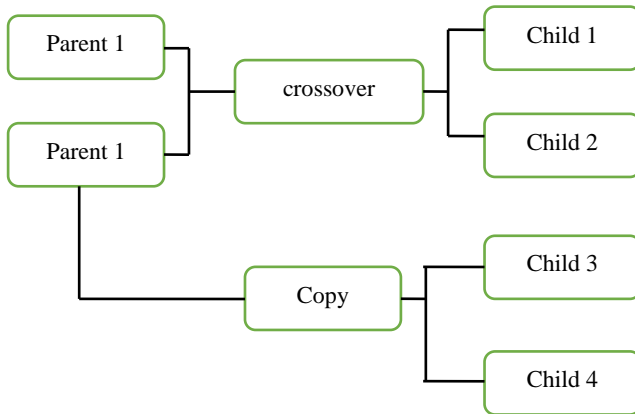 Parent 1
Child 1
crossover
Parent 1
Child 2
Child 3
Copy
Child 4